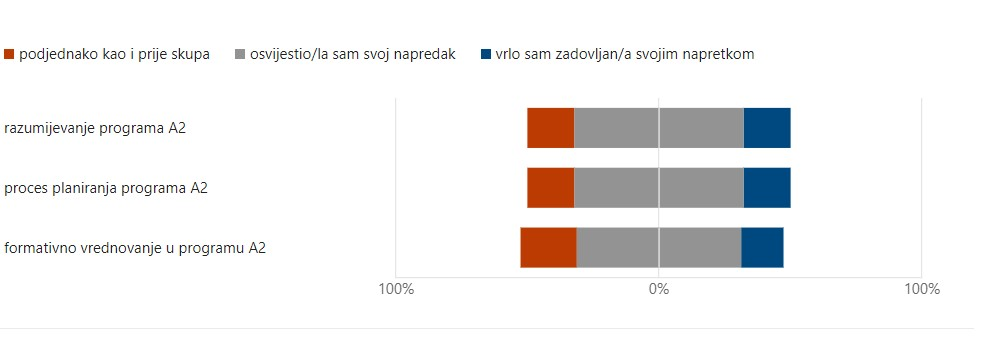 podjednako kao i prije skupa osvijestio/la sam svoj napredak vrlo sam zadovljan/a svojim napretkom
razumijevanje programa A2
proces planiranja programa A2
formativno vrednovanje u programu A2
100% 0% 100%